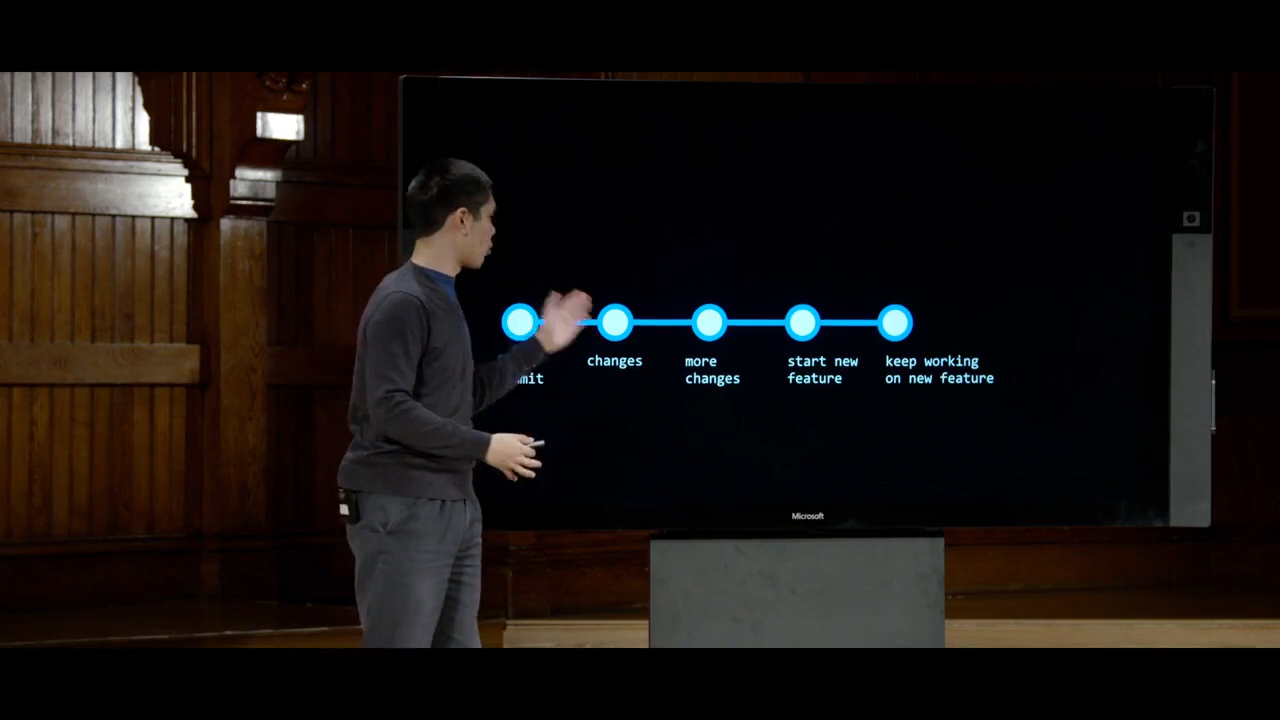 changes
more
changes
start new
feature
keep working
on new feature
Microsoft